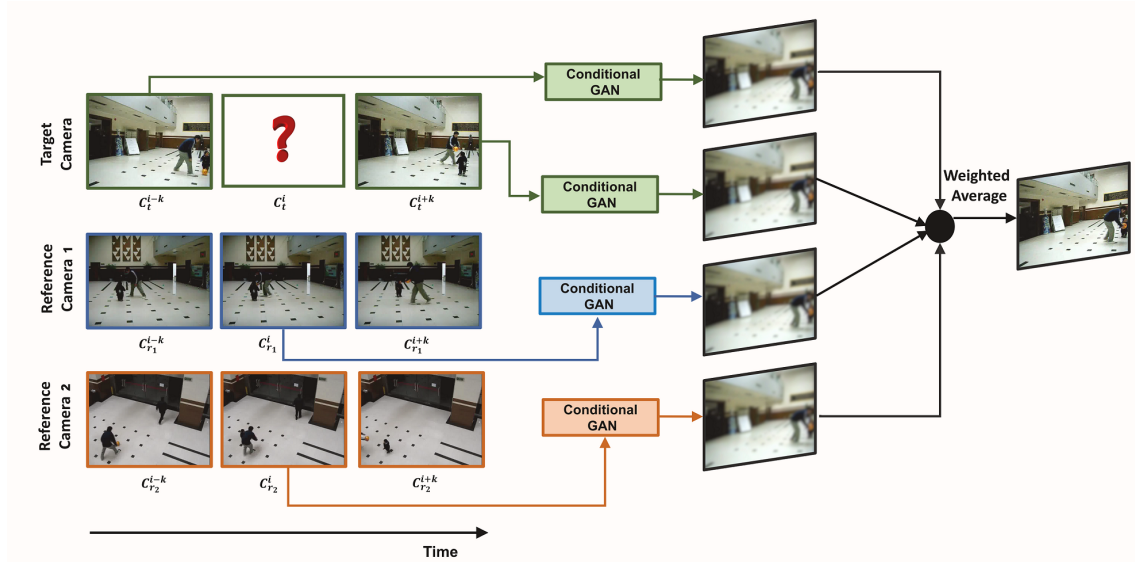 Conditional
GAN
Target
Camera
?
Conditional
GAN
Weighted
Average
C_t^{i-k}
C_t^i
C_t^{i+k}
Reference
Camera 1
Conditional
GAN
C_{r_1}^{i-k}
C_{r_1}^i
C_{r_1}^{i+k}
Reference
Camera 2
Conditional
GAN
C_{r_2}^{i-k}
C_{r_2}^i
C_{r_2}^{i+k}
Time